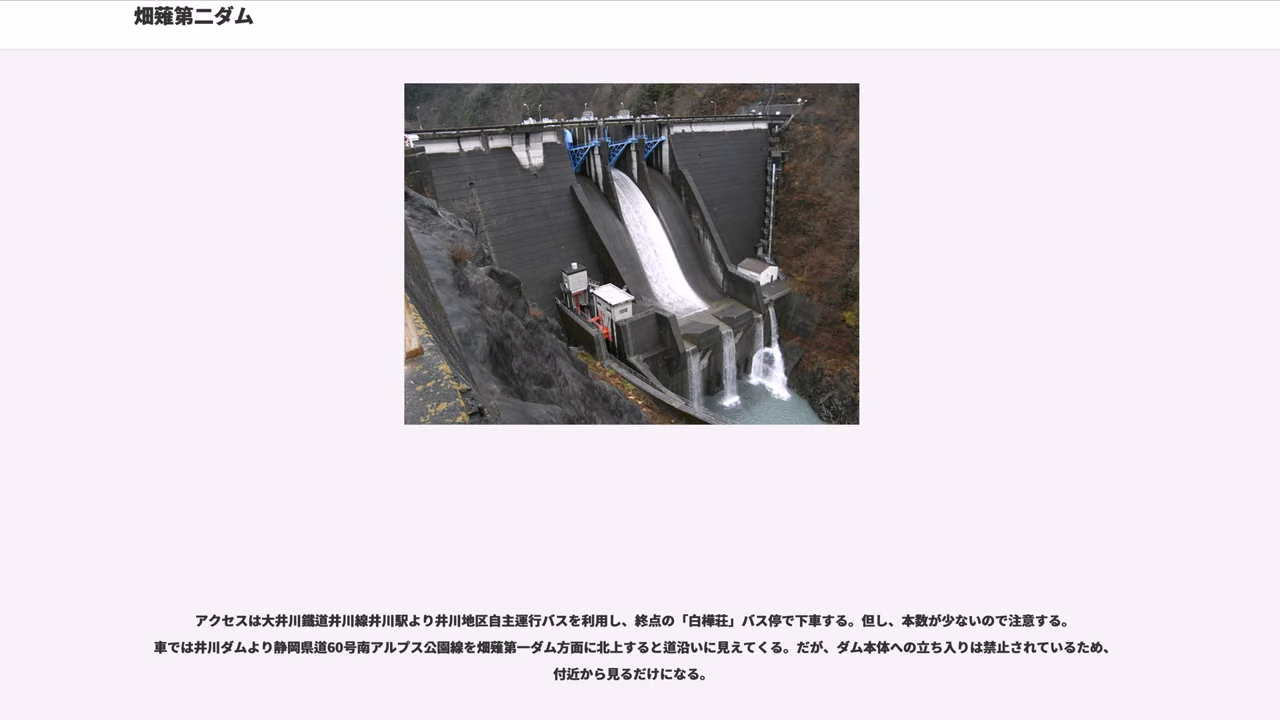 畑薙第二ダム
アクセスは大井川鐵道井川線井川駅より井川地区自主運行バスを利用し、終点の「白樺荘」バス停で下車する。但し、本数が少ないので注意する。
車では井川ダムより静岡県道60号南アルプス公園線を畑薙第一ダム方面に北上すると道沿いに見えてくる。だが、ダム本体への立ち入りは禁止されているため、
付近から見るだけになる。